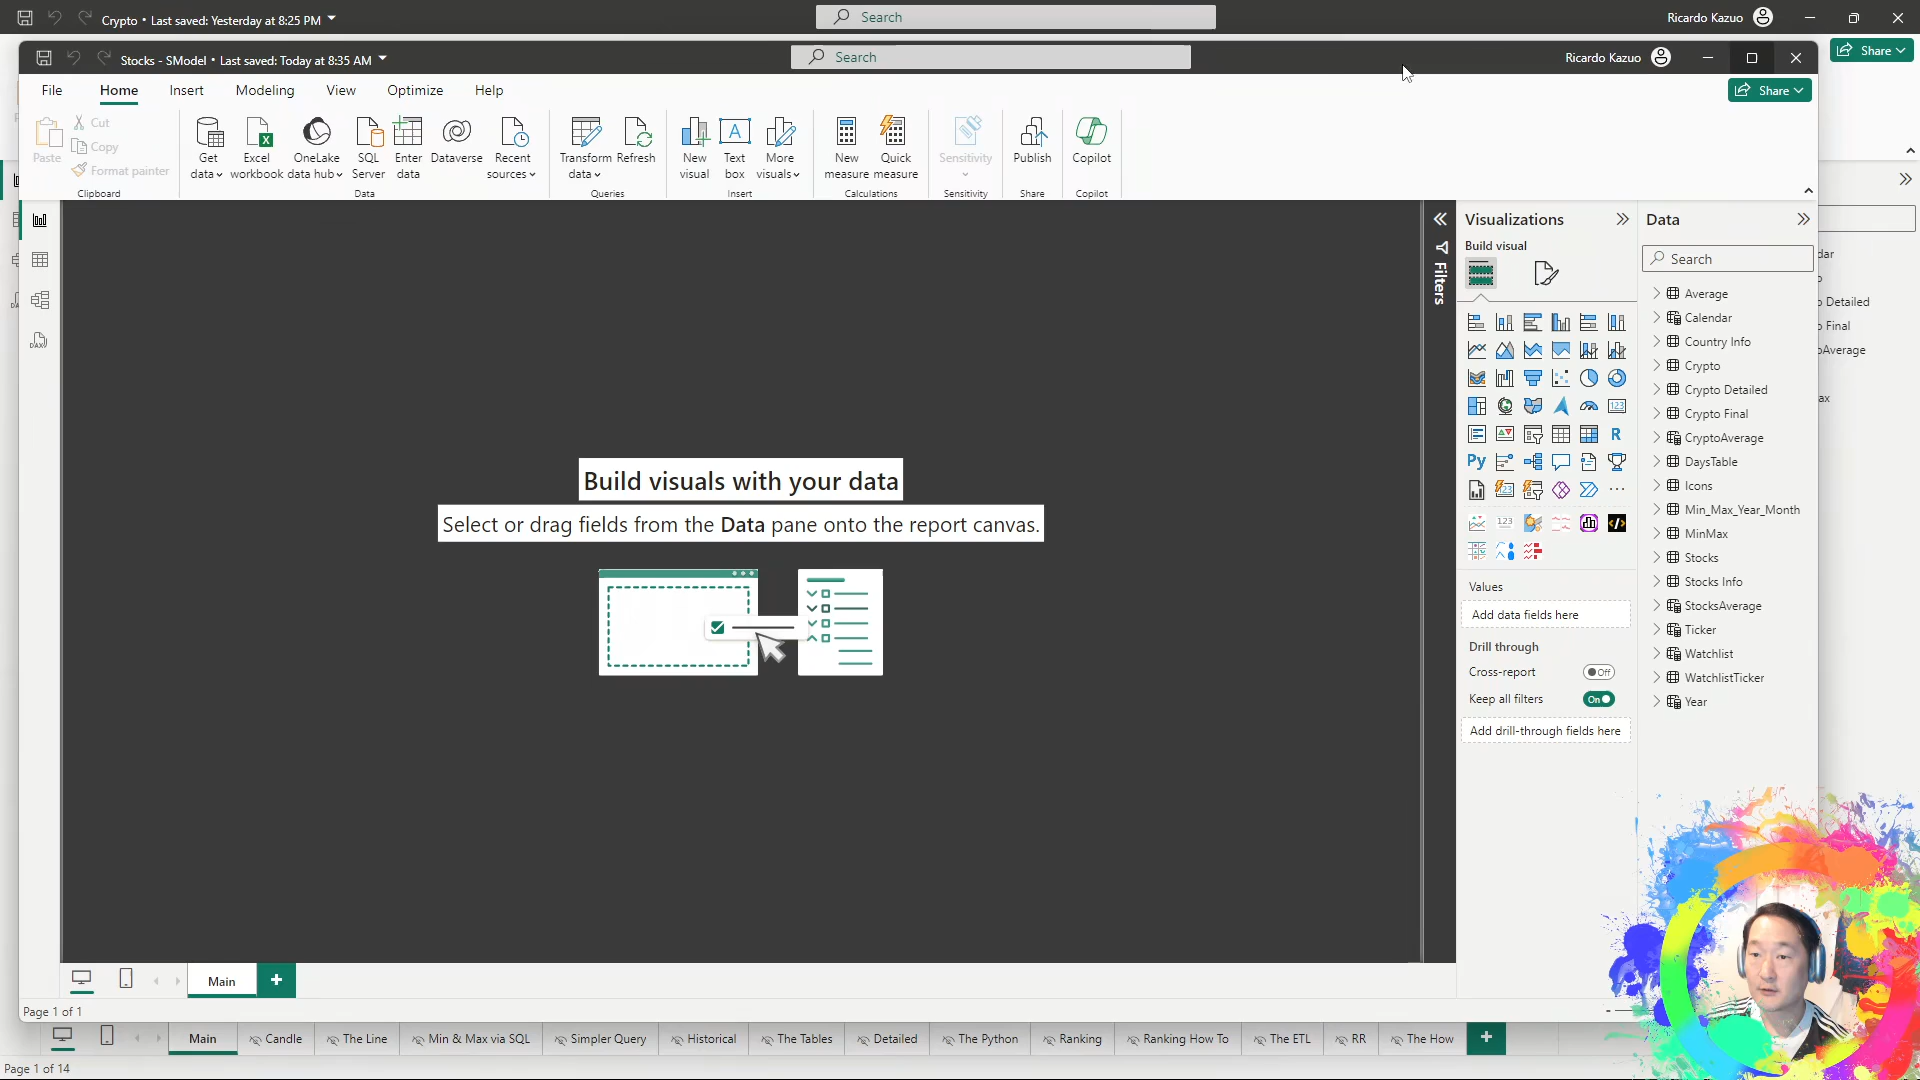 Crypto • Last saved: Yesterday at 8:25 PM
Search
Ricardo Kazuo
Share
Stocks - SModel • Last saved: Today at 8:35 AM
Search
Ricardo Kazuo
File
Home
Insert
Modeling
View
Optimize
Help
Share
Paste
Cut
Copy
Format painter
Clipboard
Get data
Excel workbook
OneLake data hub
SQL Server
Enter data
Dataverse
Recent sources
Data
Transform data
Refresh
Queries
New visual
Text box
More visuals
Insert
New measure
Quick measure
Calculations
Sensitivity
Sensitivity
Publish
Share
Copilot
Copilot
Filters
Visualizations
Build visual
Values
Add data fields here
Drill through
Cross-report
Off
Keep all filters
On
Add drill-through fields here
Data
Search
Average
Calendar
Country Info
Crypto
Crypto Detailed
Crypto Final
CryptoAverage
DaysTable
Icons
Min_Max_Year_Month
MinMax
Stocks
Stocks Info
StocksAverage
Ticker
Watchlist
WatchlistTicker
Year
Detailed
Final
Average
Build visuals with your data
Select or drag fields from the Data pane onto the report canvas.
Main
Page 1 of 1
Main
Candle
The Line
Min & Max via SQL
Simpler Query
Historical
The Tables
Detailed
The Python
Ranking
Ranking How To
The ETL
RR
The How
Page 1 of 14